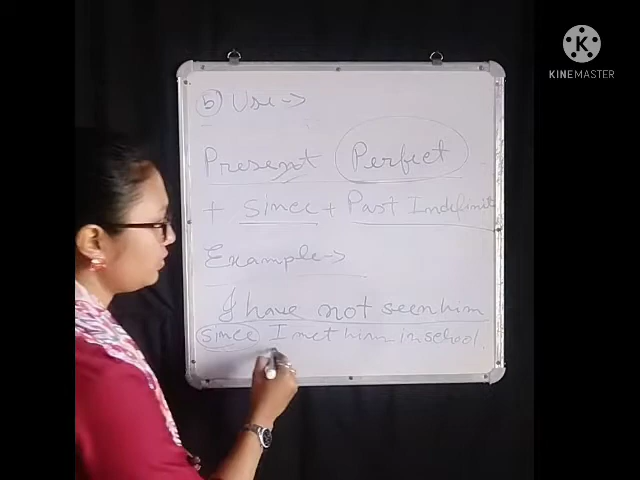 (b) Use →
Present Perfect
+ since + Past Indefinite
Example →
I have not seen him
since I met him in school.
K
KINEMASTER